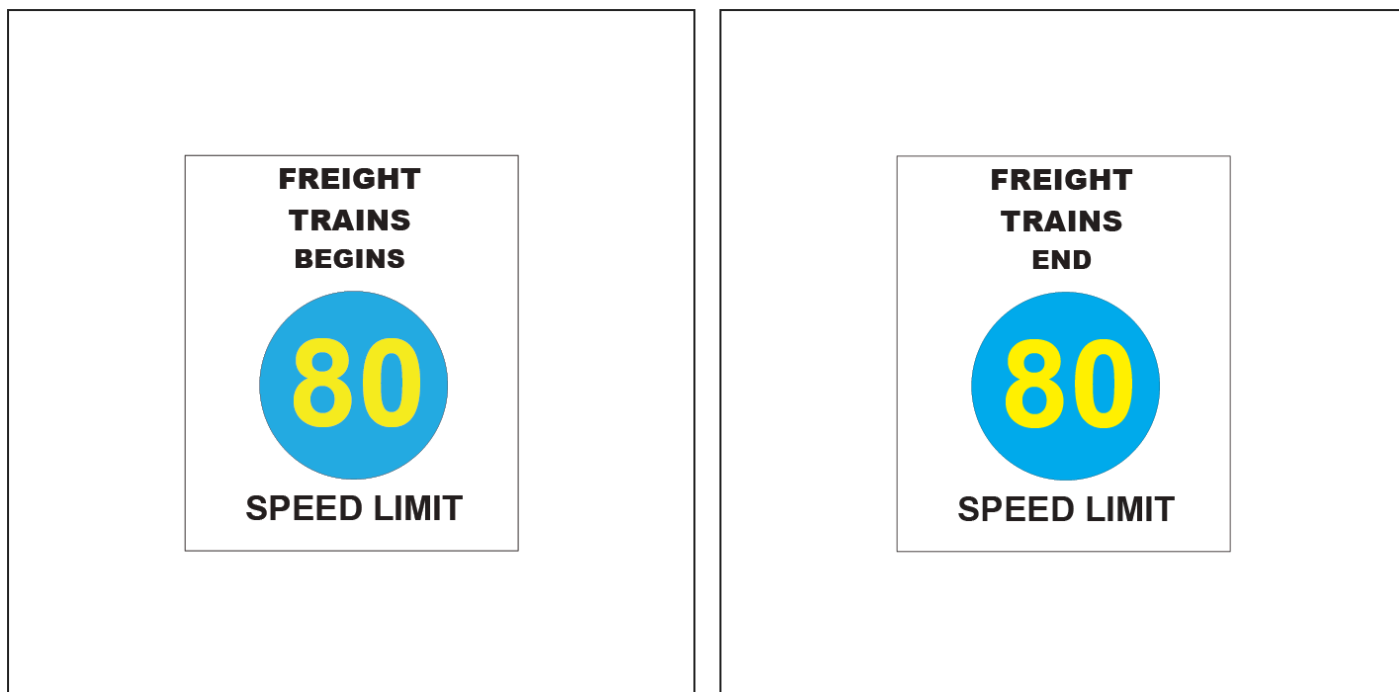 FREIGHT
TRAINS
BEGINS
80
SPEED LIMIT
FREIGHT
TRAINS
END
80
SPEED LIMIT